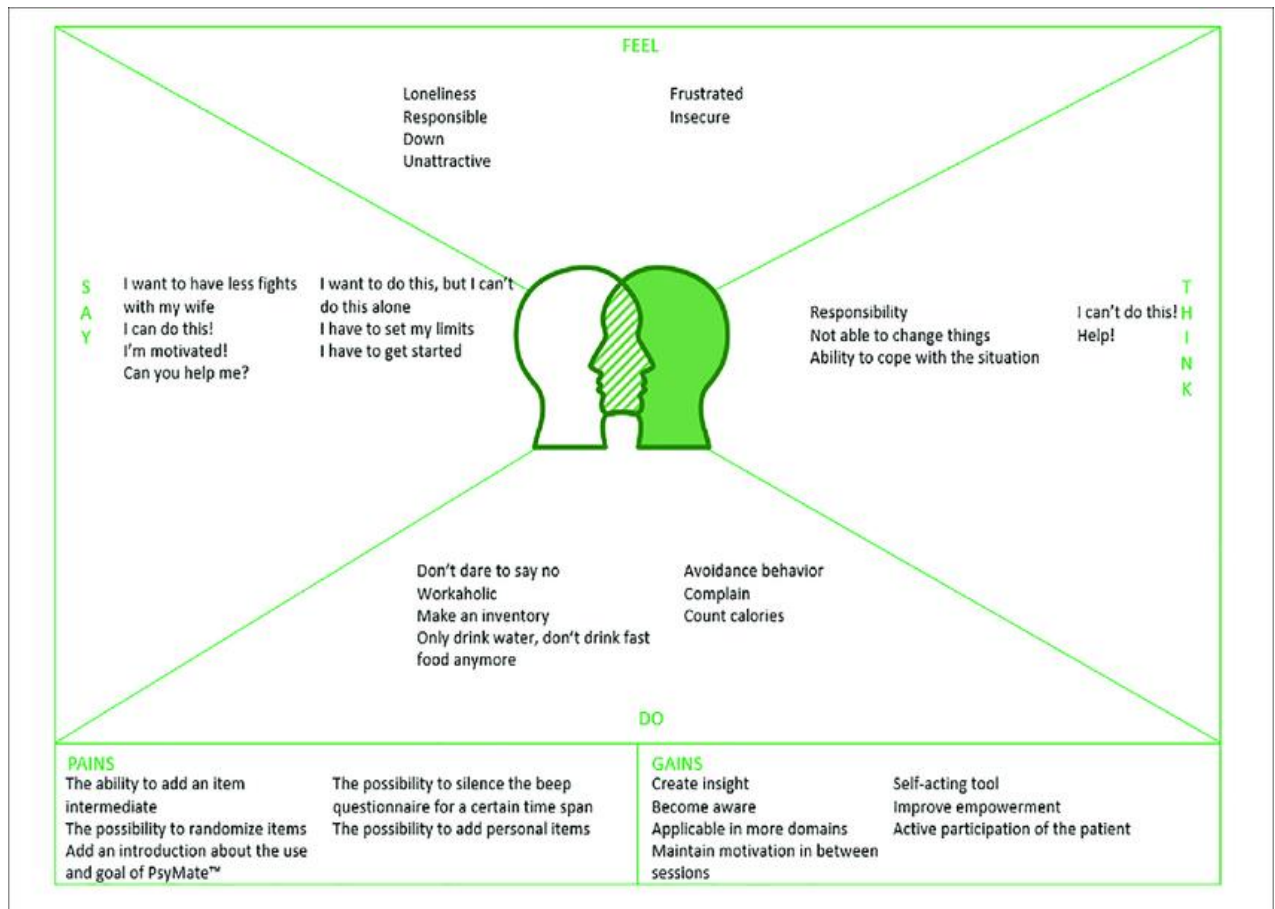 FEEL
Loneliness
Responsible
Down
Unattractive
Frustrated
Insecure
SAY
I want to have less fights
with my wife
I can do this!
I'm motivated!
Can you help me?
I want to do this, but I can't
do this alone
I have to set my limits
I have to get started
Responsibility
Not able to change things
Ability to cope with the situation
I can't do this!
Help!
THINK
Don't dare to say no
Workaholic
Make an inventory
Only drink water, don't drink fast
food anymore
Avoidance behavior
Complain
Count calories
DO
PAINS
The ability to add an item
intermediate
The possibility to randomize items
Add an introduction about the use
and goal of PsyMate™
The possibility to silence the beep
questionnaire for a certain time span
The possibility to add personal items
GAINS
Create insight
Become aware
Applicable in more domains
Maintain motivation in between
sessions
Self-acting tool
Improve empowerment
Active participation of the patient